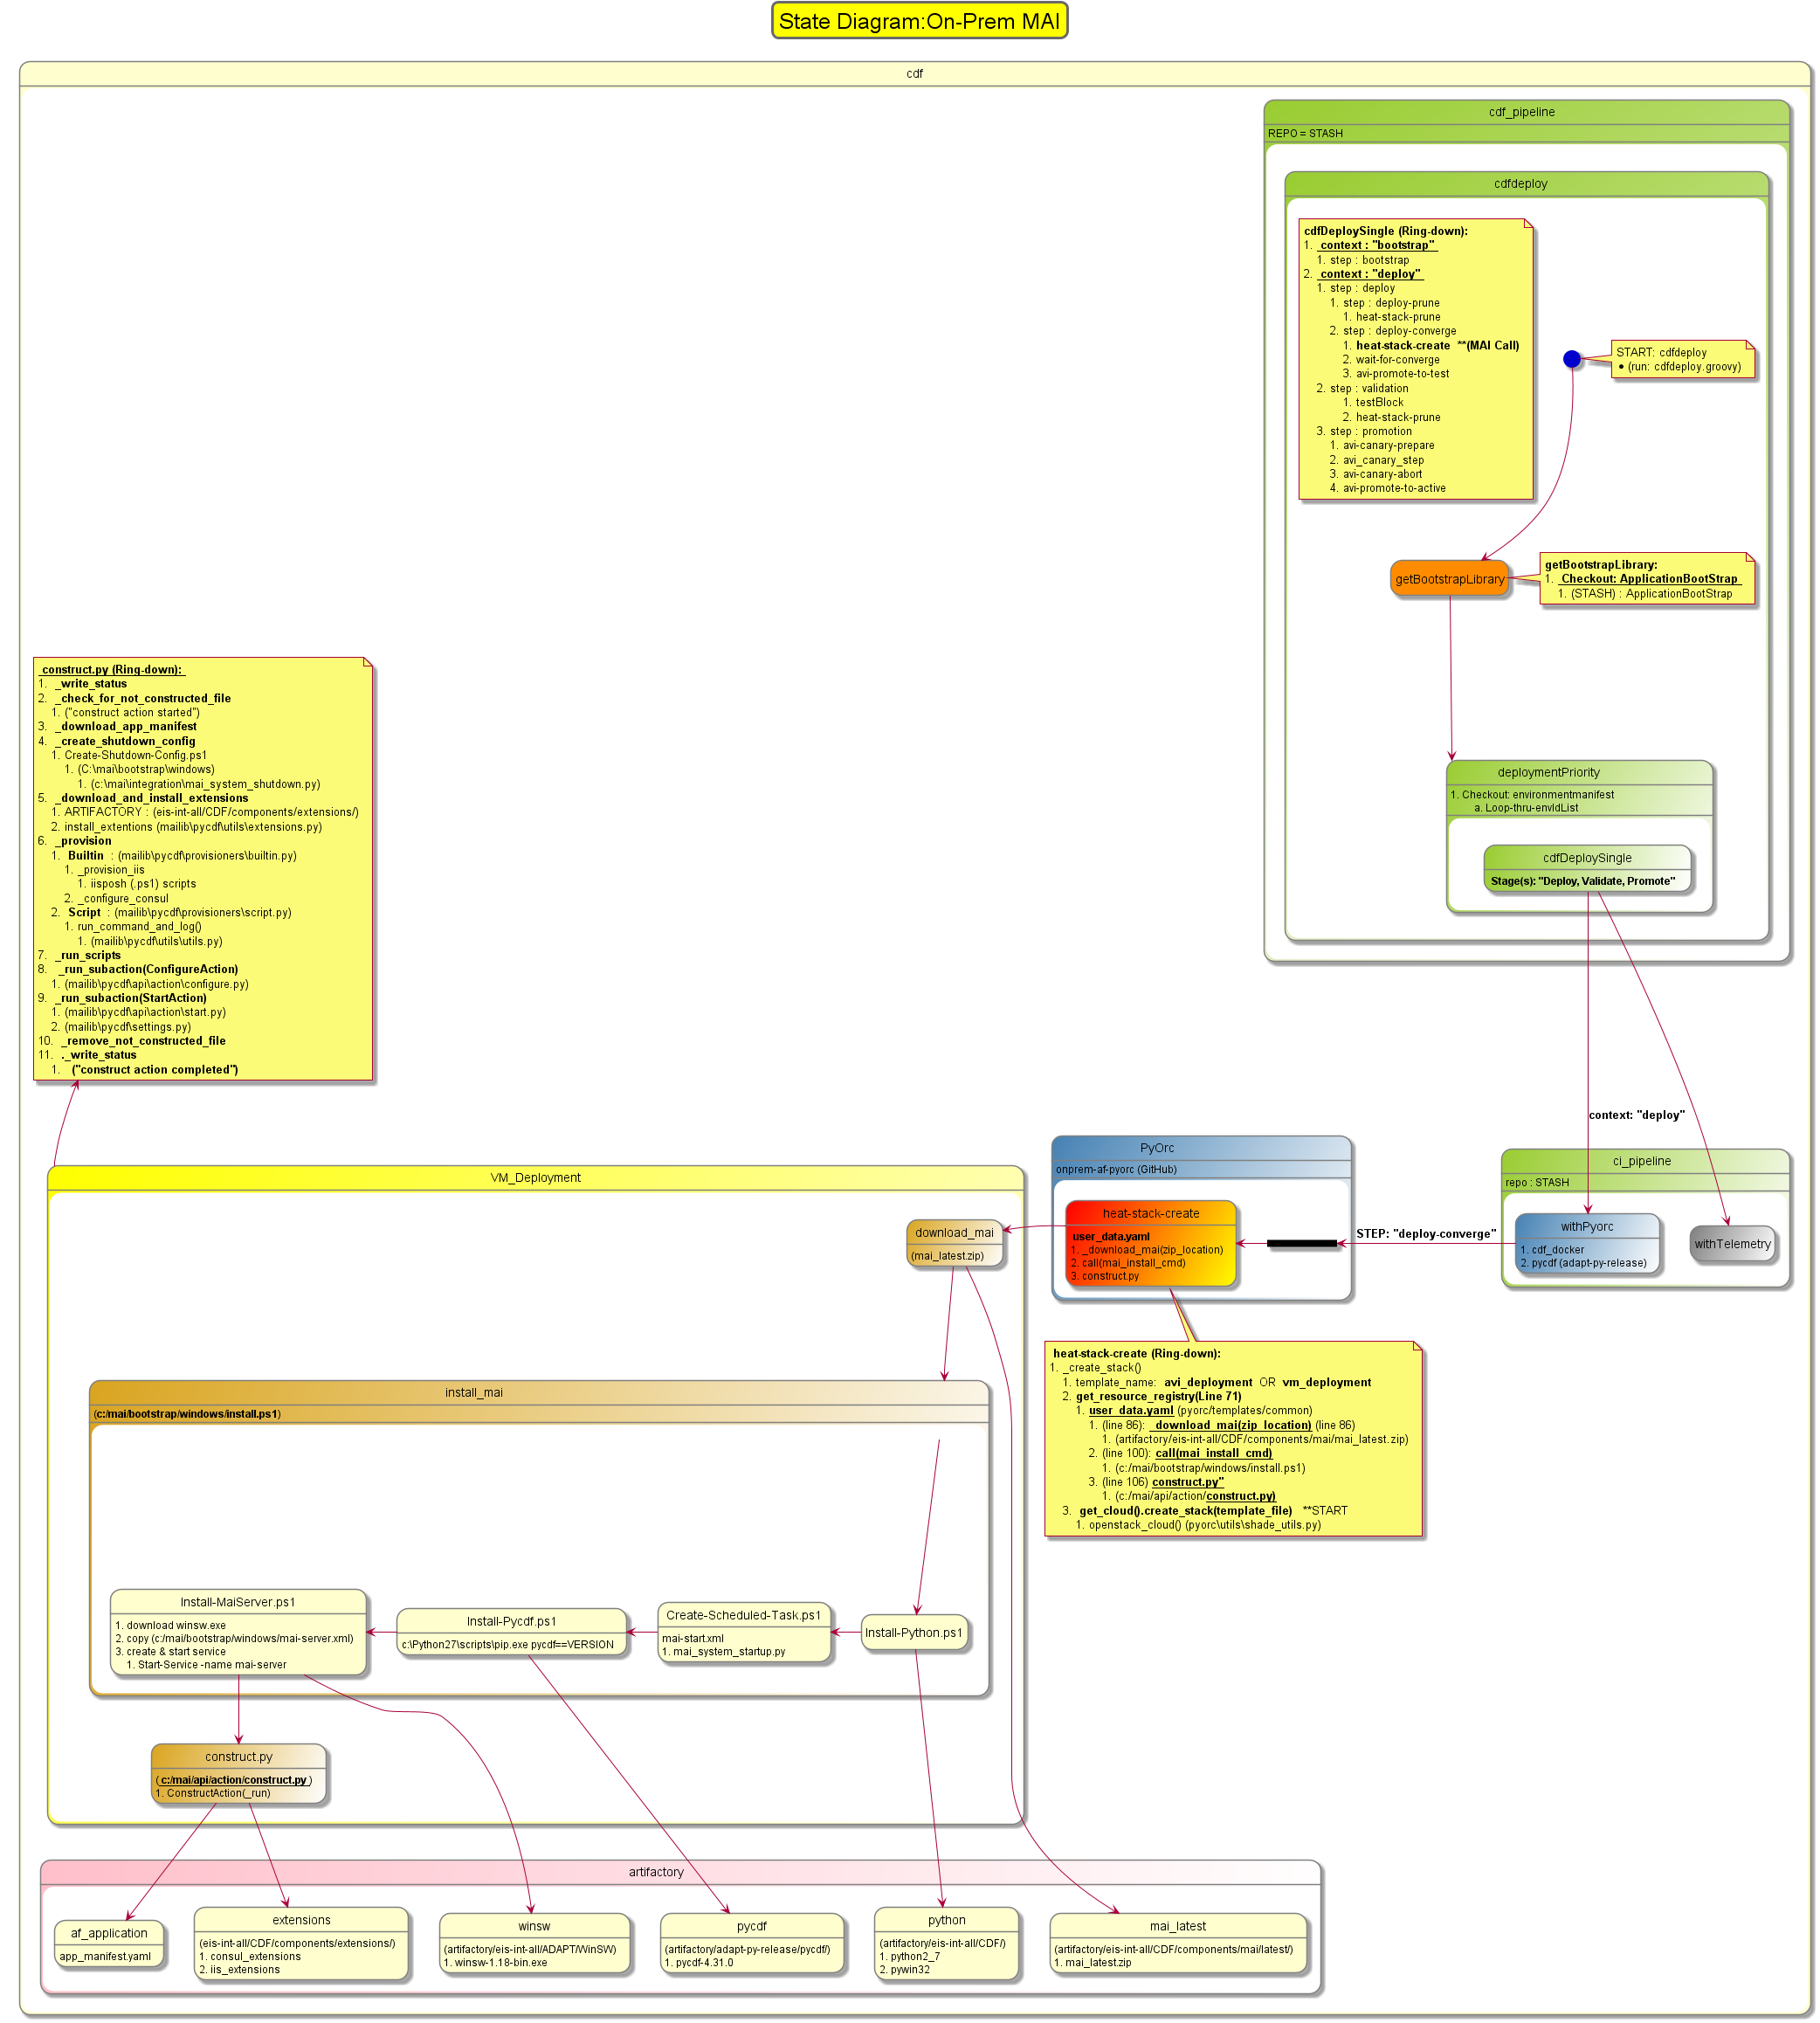 State Diagram:On-Prem MAI
cdf
cdf_pipeline
REPO = STASH
cdfdeploy
cdfDeploySingle (Ring-down):
1. context : "bootstrap"
1. step : bootstrap
2. context : "deploy"
1. step : deploy
1. step : deploy-prune
1. heat-stack-prune
2. step : deploy-converge
1. heat-stack-create **(MAI Call)
2. wait-for-converge
3. avi-promote-to-test
2. step : validation
1. testBlock
2. heat-stack-prune
3. step : promotion
1. avi-canary-prepare
2. avi_canary_step
3. avi-canary-abort
4. avi-promote-to-active
START: cdfdeploy
• (run: cdfdeploy.groovy)
getBootstrapLibrary
getBootstrapLibrary:
1. Checkout: ApplicationBootStrap
1. (STASH) : ApplicationBootStrap
deploymentPriority
1. Checkout: environmentmanifest
a. Loop-thru-envIdList
cdfDeploySingle
Stage(s): "Deploy, Validate, Promote"
construct.py (Ring-down):
1. _write_status
2. _check_for_not_constructed_file
1. ("construct action started")
3. _download_app_manifest
4. _create_shutdown_config
1. Create-Shutdown-Config.ps1
1. (C:\mai\bootstrap\windows)
1. (c:\mai\integration\mai_system_shutdown.py)
5. _download_and_install_extensions
1. ARTIFACTORY : (eis-int-all/CDF/components/extensions/)
2. install_extentions (mailib\pycdf\utils\extensions.py)
6. _provision
1. Builtin : (mailib\pycdf\provisioners\builtin.py)
1. _provision_iis
1. iisposh (.ps1) scripts
2. _configure_consul
2. Script : (mailib\pycdf\provisioners\script.py)
1. run_command_and_log()
1. (mailib\pycdf\utils\utils.py)
7. _run_scripts
8. _run_subaction(ConfigureAction)
1. (mailib\pycdf\api\action\configure.py)
9. _run_subaction(StartAction)
1. (mailib\pycdf\api\action\start.py)
2. (mailib\pycdf\settings.py)
10. _remove_not_constructed_file
11. ._write_status
1. ("construct action completed")
context: "deploy"
ci_pipeline
repo : STASH
withPyorc
1. cdf_docker
2. pycdf (adapt-py-release)
withTelemetry
STEP: "deploy-converge"
PyOrc
onprem-af-pyorc (GitHub)
heat-stack-create
user_data.yaml
1. _download_mai(zip_location)
2. call(mai_install_cmd)
3. construct.py
heat-stack-create (Ring-down):
1. _create_stack()
1. template_name: avi_deployment OR vm_deployment
2. get_resource_registry(Line 71)
1. user_data.yaml (pyorc/templates/common)
1. (line 86): _download_mai(zip_location) (line 86)
1. (artifactory/eis-int-all/CDF/components/mai/mai_latest.zip)
2. (line 100): call(mai_install_cmd)
1. (c:/mai/bootstrap/windows/install.ps1)
3. (line 106) construct.py"
1. (c:/mai/api/action/construct.py)
3. get_cloud().create_stack(template_file) **START
1. openstack_cloud() (pyorc\utils\shade_utils.py)
VM_Deployment
download_mai
(mai_latest.zip)
install_mai
(c:/mai/bootstrap/windows/install.ps1)
Install-MaiServer.ps1
1. download winsw.exe
2. copy (c:/mai/bootstrap/windows/mai-server.xml)
3. create & start service
1. Start-Service -name mai-server
Install-Pycdf.ps1
c:\Python27\scripts\pip.exe pycdf==VERSION
Create-Scheduled-Task.ps1
mai-start.xml
1. mai_system_startup.py
Install-Python.ps1
construct.py
(c:/mai/api/action/construct.py)
1. ConstructAction(_run)
artifactory
af_application
app_manifest.yaml
extensions
(eis-int-all/CDF/components/extensions/)
1. consul_extensions
2. iis_extensions
winsw
(artifactory/eis-int-all/ADAPT/WinSW)
1. winsw-1.18-bin.exe
pycdf
(artifactory/adapt-py-release/pycdf/)
1. pycdf-4.31.0
python
(artifactory/eis-int-all/CDF/)
1. python2_7
2. pywin32
mai_latest
(artifactory/eis-int-all/CDF/components/mai/latest/)
1. mai_latest.zip